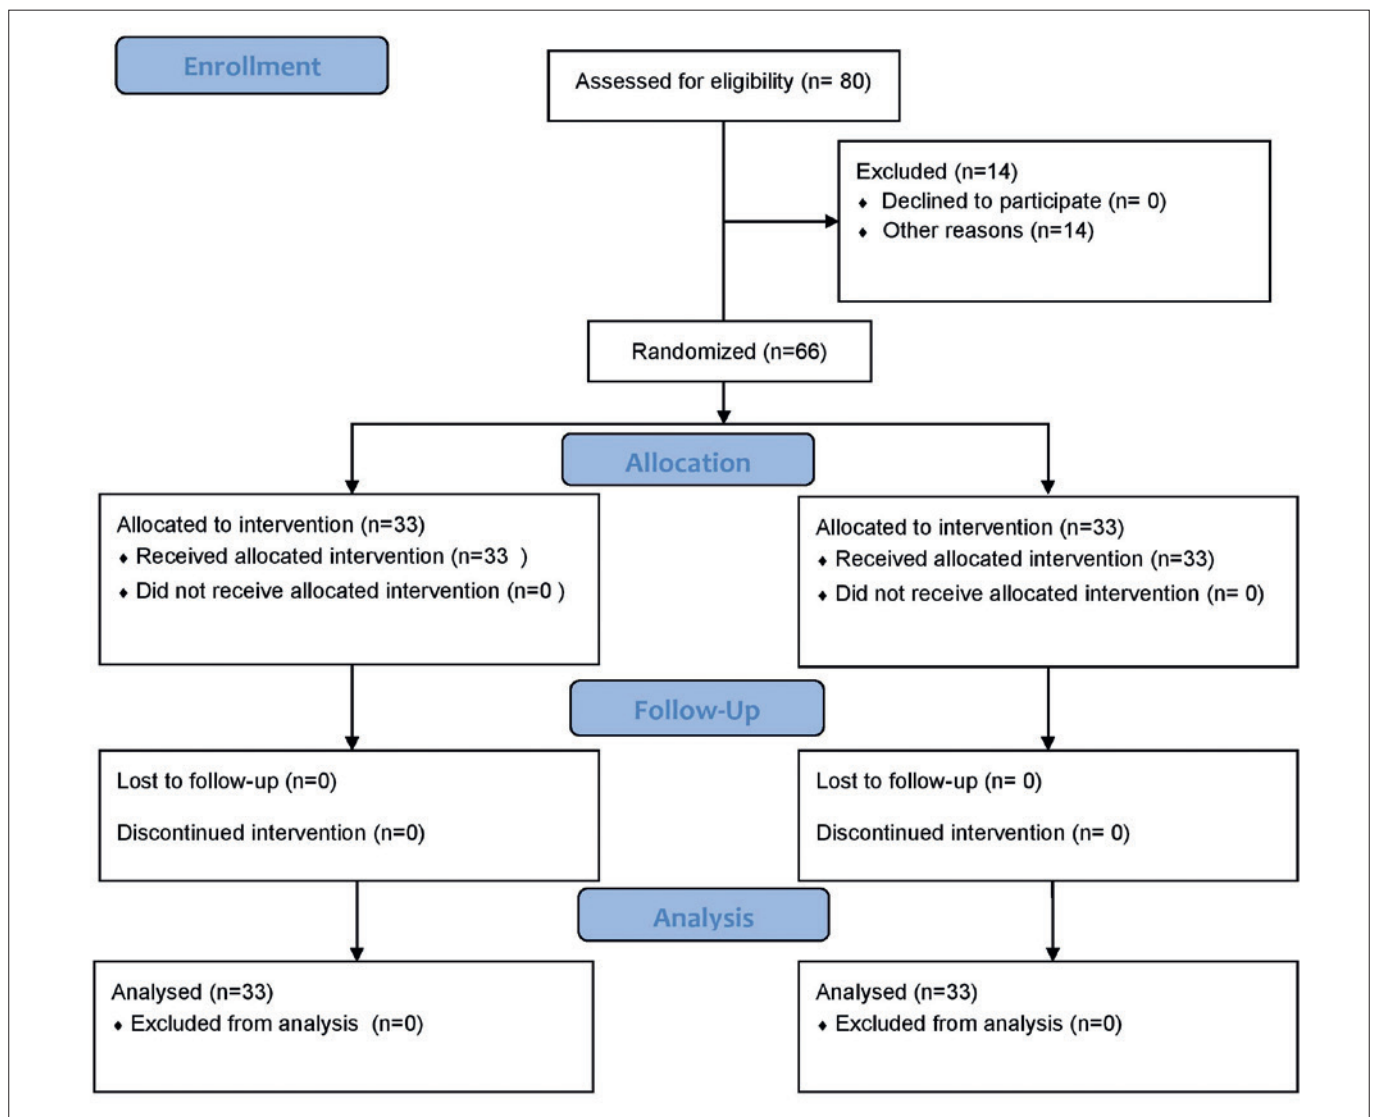 Enrollment
Assessed for eligibility (n= 80)
Excluded (n=14)
♦ Declined to participate (n= 0)
♦ Other reasons (n=14)
Randomized (n=66)
Allocation
Allocated to intervention (n=33)
♦ Received allocated intervention (n=33 )
♦ Did not receive allocated intervention (n=0 )
Allocated to intervention (n=33)
♦ Received allocated intervention (n=33)
♦ Did not receive allocated intervention (n= 0)
Follow-Up
Lost to follow-up (n=0)
Discontinued intervention (n=0)
Lost to follow-up (n= 0)
Discontinued intervention (n= 0)
Analysis
Analysed (n=33)
♦ Excluded from analysis (n=0)
Analysed (n=33)
♦ Excluded from analysis (n=0)